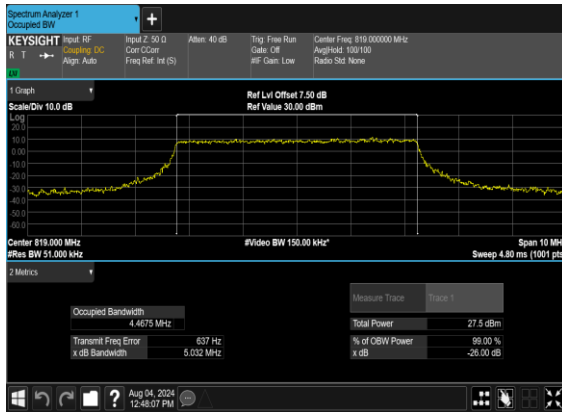 Spectrum Analyzer 1
Occupied BW
+
KEYSIGHT Input: RF Input Z: 50 Ω Atten: 40 dB Trig: Free Run Center Freq: 819.000000 MHz
R T Coupling: DC Corr CCorr Gate: Off Avg|Hold: 100/100
Align: Auto Freq Ref: Int (S) #IF Gain: Low Radio Std: None
1 Graph
Ref Lvl Offset 7.50 dB
Scale/Div 10.0 dB Ref Value 30.00 dBm
Log
20.0
10.0
0.00
-10.0
-20.0
-30.0
-40.0
-50.0
-60.0
Center 819.000 MHz #Video BW 150.00 kHz* Span 10 MH
#Res BW 51.000 kHz Sweep 4.80 ms (1001 pts
2 Metrics
Measure Trace Trace 1
Occupied Bandwidth
4.4675 MHz Total Power 27.5 dBm
Transmit Freq Error 637 Hz % of OBW Power 99.00 %
x dB Bandwidth 5.032 MHz x dB -26.00 dB
? Aug 04, 2024
12:48:07 PM